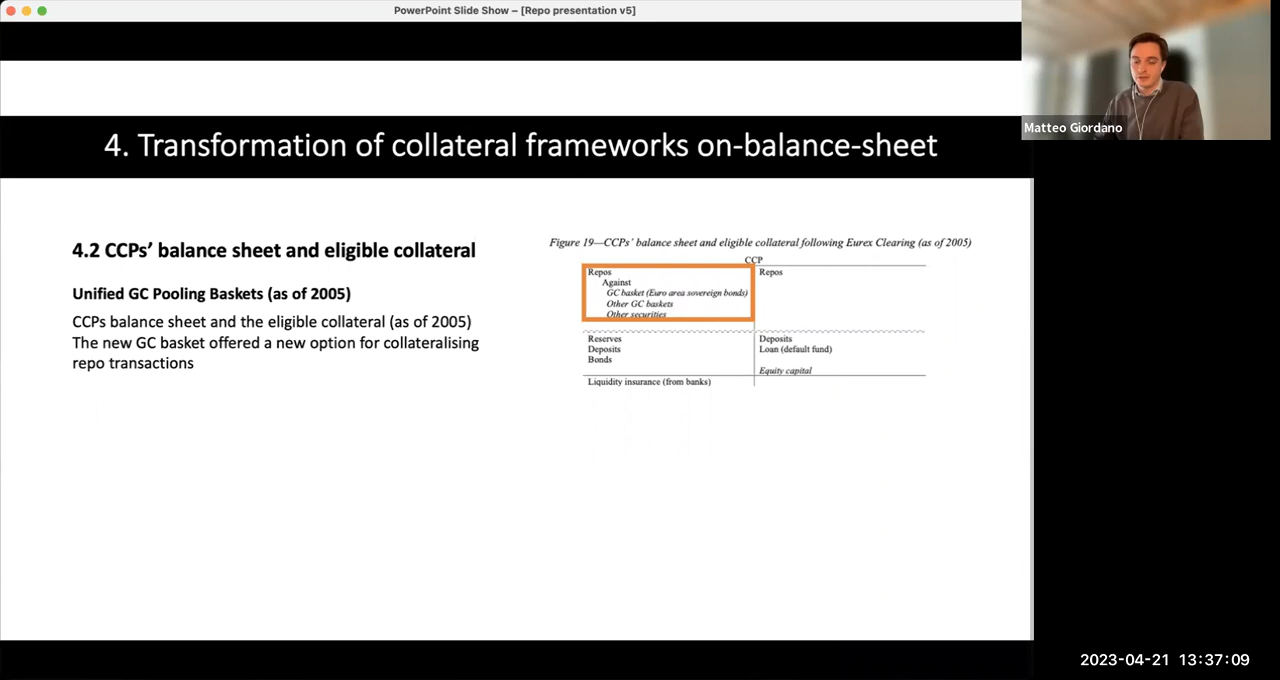 PowerPoint Slide Show – [Repo presentation v5]
Matteo Giordano
4. Transformation of collateral frameworks on-balance-sheet
4.2 CCPs’ balance sheet and eligible collateral
Unified GC Pooling Baskets (as of 2005)
CCPs balance sheet and the eligible collateral (as of 2005)
The new GC basket offered a new option for collateralising
repo transactions
Figure 19—CCPs’ balance sheet and eligible collateral following Eurex Clearing (as of 2005)
CCP
Repos
Against
GC basket (Euro area sovereign bonds)
Other GC baskets
Other securities
Repos
Reserves
Deposits
Bonds
Deposits
Loan (default fund)
Equity capital
Liquidity insurance (from banks)
2023-04-21 13:37:09